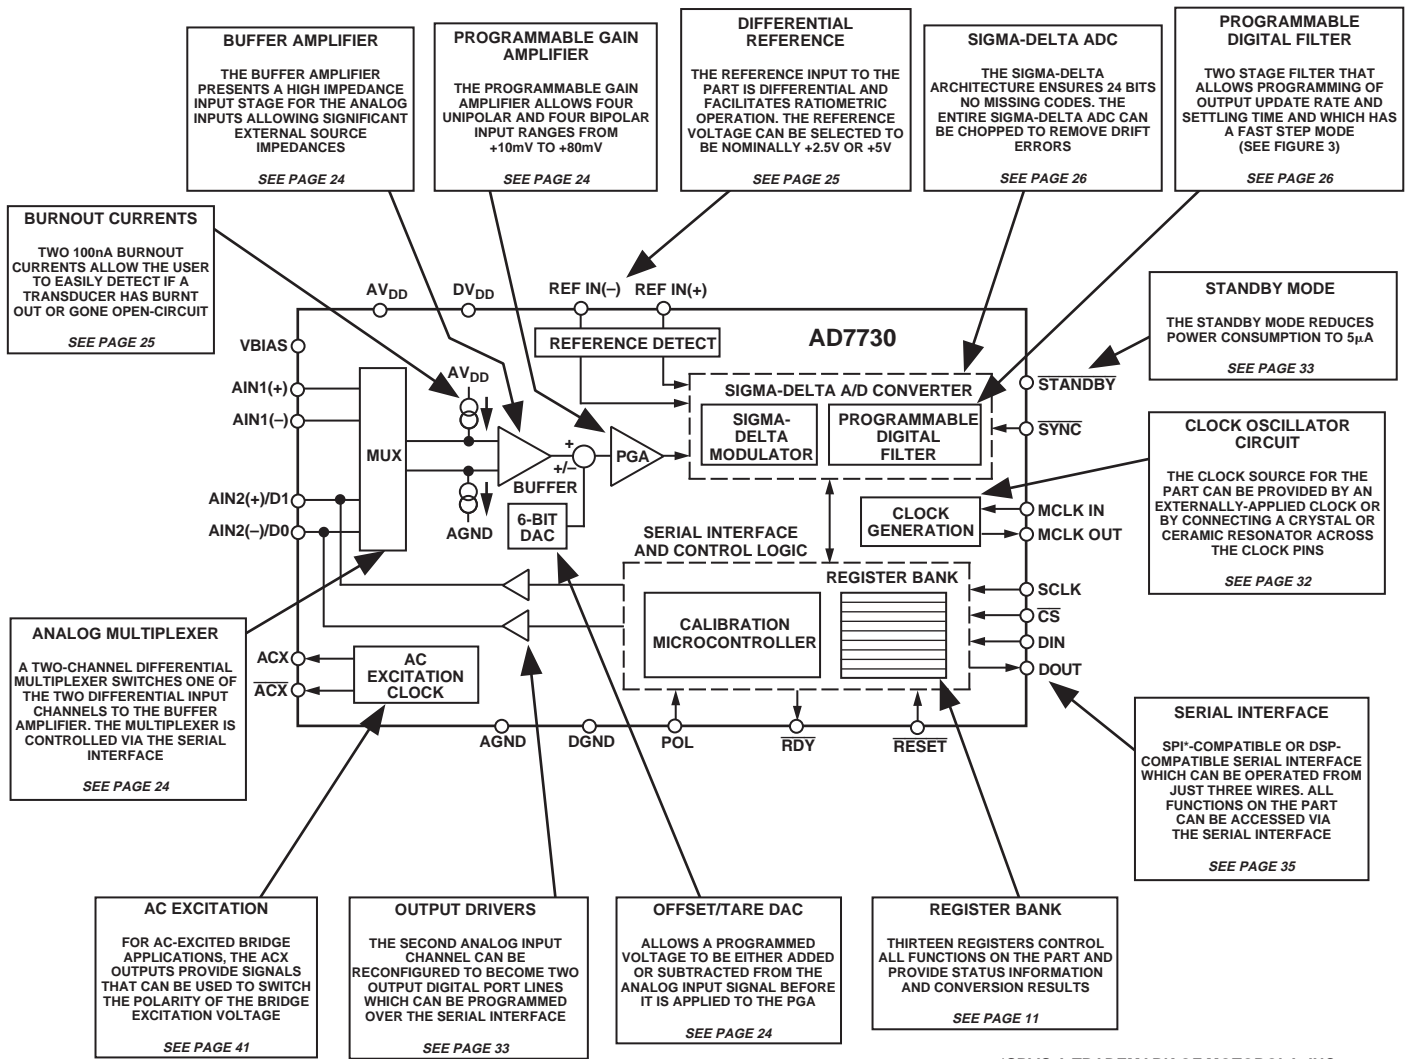 BUFFER AMPLIFIER
THE BUFFER AMPLIFIER
PRESENTS A HIGH IMPEDANCE
INPUT STAGE FOR THE ANALOG
INPUTS ALLOWING SIGNIFICANT
EXTERNAL SOURCE
IMPEDANCES
SEE PAGE 24
PROGRAMMABLE GAIN
AMPLIFIER
THE PROGRAMMABLE GAIN
AMPLIFIER ALLOWS FOUR
UNIPOLAR AND FOUR BIPOLAR
INPUT RANGES FROM
+10mV TO +80mV
SEE PAGE 24
DIFFERENTIAL
REFERENCE
THE REFERENCE INPUT TO THE
PART IS DIFFERENTIAL AND
FACILITATES RATIOMETRIC
OPERATION. THE REFERENCE
VOLTAGE CAN BE SELECTED TO
BE NOMINALLY +2.5V OR +5V
SEE PAGE 25
SIGMA-DELTA ADC
THE SIGMA-DELTA
ARCHITECTURE ENSURES 24 BITS
NO MISSING CODES. THE
ENTIRE SIGMA-DELTA ADC CAN
BE CHOPPED TO REMOVE DRIFT
ERRORS
SEE PAGE 26
PROGRAMMABLE
DIGITAL FILTER
TWO STAGE FILTER THAT
ALLOWS PROGRAMMING OF
OUTPUT UPDATE RATE AND
SETTLING TIME AND WHICH HAS
A FAST STEP MODE
(SEE FIGURE 3)
SEE PAGE 26
BURNOUT CURRENTS
TWO 100nA BURNOUT
CURRENTS ALLOW THE USER
TO EASILY DETECT IF A
TRANSDUCER HAS BURNT
OUT OR GONE OPEN-CIRCUIT
SEE PAGE 25
STANDBY MODE
THE STANDBY MODE REDUCES
POWER CONSUMPTION TO 5μA
SEE PAGE 33
AVDD
DVDD
REF IN(–)
REF IN(+)
REFERENCE DETECT
AD7730
VBIAS
AIN1(+)
AIN1(–)
AIN2(+)/D1
AIN2(–)/D0
MUX
AVDD
AGND
BUFFER
+
+/–
6-BIT
DAC
PGA
SIGMA-DELTA A/D CONVERTER
SIGMA-
DELTA
MODULATOR
PROGRAMMABLE
DIGITAL
FILTER
STANDBY
SYNC
CLOCK OSCILLATOR
CIRCUIT
THE CLOCK SOURCE FOR THE
PART CAN BE PROVIDED BY AN
EXTERNALLY-APPLIED CLOCK OR
BY CONNECTING A CRYSTAL OR
CERAMIC RESONATOR ACROSS
THE CLOCK PINS
SEE PAGE 32
CLOCK
GENERATION
MCLK IN
MCLK OUT
SERIAL INTERFACE
AND CONTROL LOGIC
REGISTER BANK
CALIBRATION
MICROCONTROLLER
SCLK
CS
DIN
DOUT
ANALOG MULTIPLEXER
A TWO-CHANNEL DIFFERENTIAL
MULTIPLEXER SWITCHES ONE OF
THE TWO DIFFERENTIAL INPUT
CHANNELS TO THE BUFFER
AMPLIFIER. THE MULTIPLEXER IS
CONTROLLED VIA THE SERIAL
INTERFACE
SEE PAGE 24
ACX
ACX
AC
EXCITATION
CLOCK
AGND
DGND
POL
RDY
RESET
SERIAL INTERFACE
SPI*-COMPATIBLE OR DSP-
COMPATIBLE SERIAL INTERFACE
WHICH CAN BE OPERATED FROM
JUST THREE WIRES. ALL
FUNCTIONS ON THE PART
CAN BE ACCESSED VIA
THE SERIAL INTERFACE
SEE PAGE 35
AC EXCITATION
FOR AC-EXCITED BRIDGE
APPLICATIONS, THE ACX
OUTPUTS PROVIDE SIGNALS
THAT CAN BE USED TO SWITCH
THE POLARITY OF THE BRIDGE
EXCITATION VOLTAGE
SEE PAGE 41
OUTPUT DRIVERS
THE SECOND ANALOG INPUT
CHANNEL CAN BE
RECONFIGURED TO BECOME TWO
OUTPUT DIGITAL PORT LINES
WHICH CAN BE PROGRAMMED
OVER THE SERIAL INTERFACE
SEE PAGE 33
OFFSET/TARE DAC
ALLOWS A PROGRAMMED
VOLTAGE TO BE EITHER ADDED
OR SUBTRACTED FROM THE
ANALOG INPUT SIGNAL BEFORE
IT IS APPLIED TO THE PGA
SEE PAGE 24
REGISTER BANK
THIRTEEN REGISTERS CONTROL
ALL FUNCTIONS ON THE PART AND
PROVIDE STATUS INFORMATION
AND CONVERSION RESULTS
SEE PAGE 11